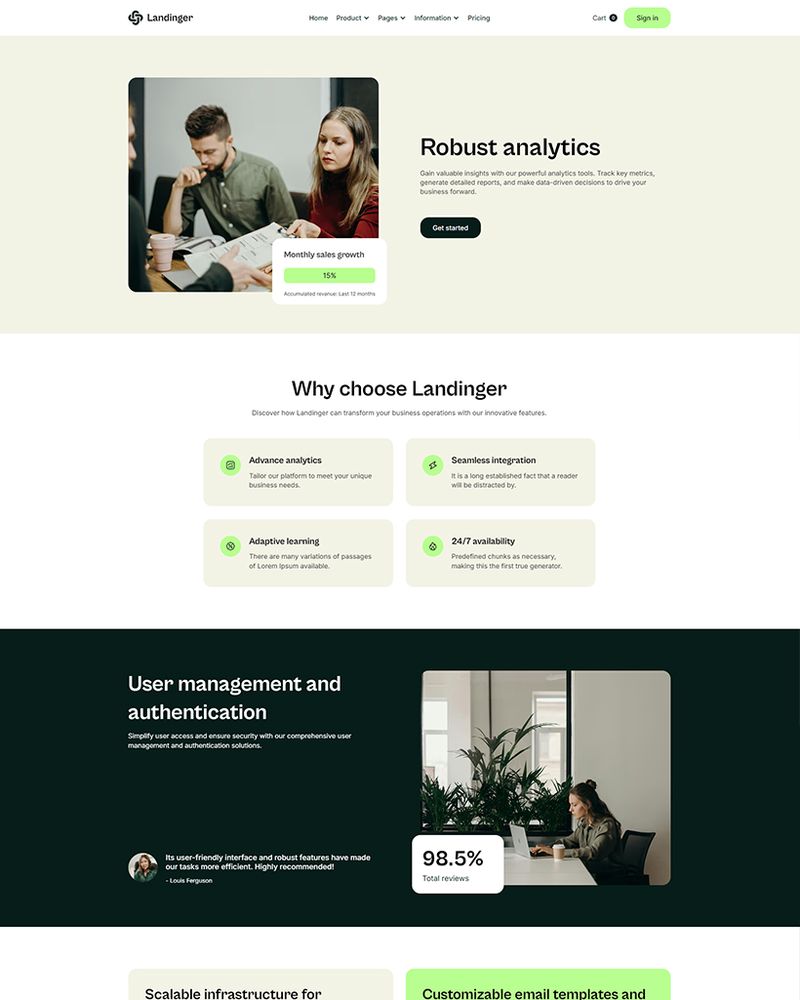 Landinger
Home Product Pages Information Pricing
Cart 0 Sign in
Robust analytics
Gain valuable insights with our powerful analytics tools. Track key metrics,
generate detailed reports, and make data-driven decisions to drive your
business forward.
Get started
Monthly sales growth
15%
Accumulated revenue: Last 12 months
Why choose Landinger
Discover how Landinger can transform your business operations with our innovative features.
Advance analytics
Tailor our platform to meet your unique
business needs.
Seamless integration
It is a long established fact that a reader
will be distracted by.
Adaptive learning
There are many variations of passages
of Lorem Ipsum available.
24/7 availability
Predefined chunks as necessary,
making this the first true generator.
User management and
authentication
Simplify user access and ensure security with our comprehensive user
management and authentication solutions.
Its user-friendly interface and robust features have made
our tasks more efficient. Highly recommended!
- Louis Ferguson
98.5%
Total reviews
Scalable infrastructure for
Customizable email templates and